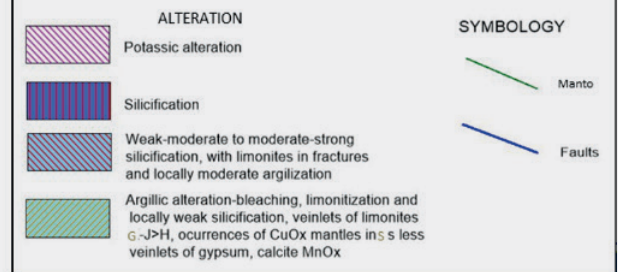 ALTERATION
Potassic alteration
Silicification
Weak-moderate to moderate-strong
silicification, with limonites in fractures
and locally moderate argilization
Argillic alteration-bleaching, limonitization and
locally weak silicification, veinlets of limonites
G.-J>H, ocurrences of CuOx mantles ins s less
veinlets of gypsum, calcite MnOx
SYMBOLOGY
Manto
Faults